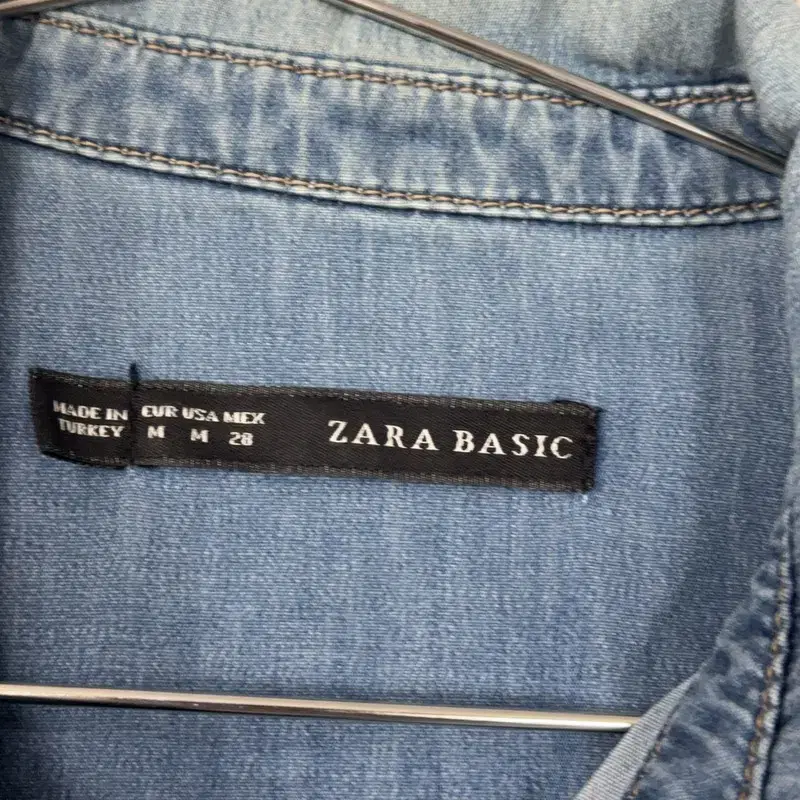 MADE IN
TURKEY
EUR USA MEX
M M 28
ZARA BASIC